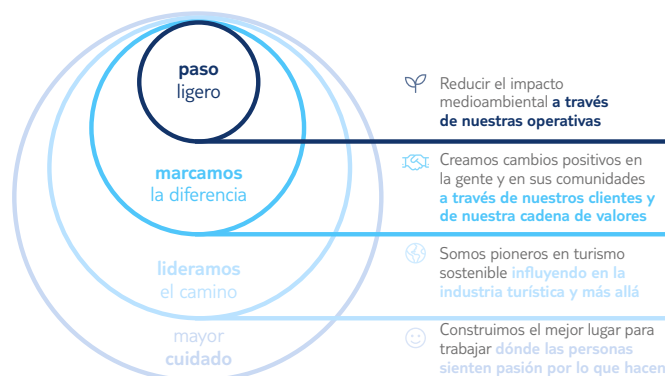 paso
ligero
Reducir el impacto
medioambiental a través
de nuestras operativas
marcamos
la diferencia
Creamos cambios positivos en
la gente y en sus comunidades
a través de nuestros clientes y
de nuestra cadena de valores
lideramos
el camino
Somos pioneros en turismo
sostenible influyendo en la
industria turística y más allá
mayor
cuidado
Construimos el mejor lugar para
trabajar dónde las personas
sienten pasión por lo que hacen